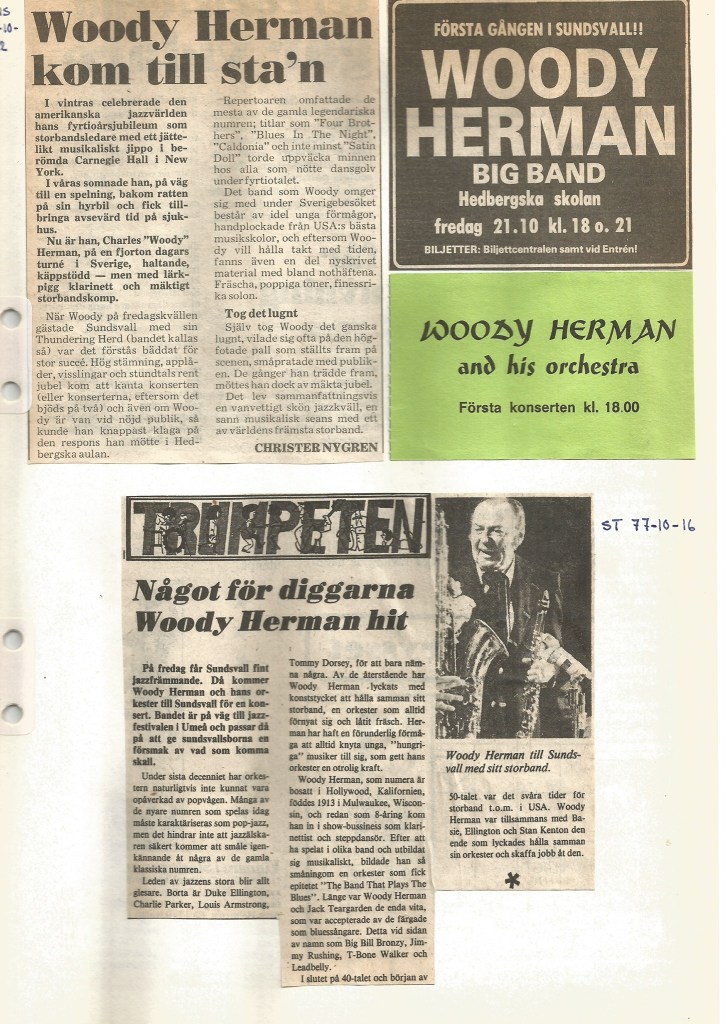 -10-
2
Woody Herman
kom till sta'n
I vintras celebrerade den
amerikanska jazzvärlden
hans fyrtioårsjubileum som
storbandsledare med ett jätte-
likt musikaliskt jippo i be-
römda Carnegie Hall i New
York.
I våras somnade han, på väg
till en spelning, bakom ratten
på sin hyrbil och fick till-
bringa avsevärd tid på sjuk-
hus.
Nu är han, Charles "Woody"
Herman, på en fjorton dagars
turné i Sverige, haltande,
käppstödd — men med lärk-
pigg klarinett och mäktigt
storbandskomp.
När Woody på fredagskvällen
gästade Sundsvall med sin
Thundering Herd (bandet kallas
så) var det förstås bäddat för
stor succé. Hög stämning, applå-
der, visslingar och stundtals rent
jubel kom att kanta konserten
(eller konserterna, eftersom det
bjöds på två) och även om Woo-
dy är van vid nöjd publik, så
kunde han knappast klaga på
den respons han mötte i Hed-
bergska aulan.
Repertoaren omfattade de
mesta av de gamla legendariska
numren; titlar som "Four Brot-
hers", "Blues In The Night",
"Caldonia" och inte minst "Satin
Doll" torde uppväcka minnen
hos alla som nötte dansgolv
under fyrtiotalet.
Det band som Woody omger
sig med under Sverigebesöket
består av idel unga förmågor,
handplockade från USA:s bästa
musikskolor, och eftersom Woo-
dy vill hålla takt med tiden,
fanns även en del nyskrivet
material med bland nothäftena.
Fräscha, poppiga toner, finessri-
ka solon.
Tog det lugnt
Själv tog Woody det ganska
lugnt, vilade sig ofta på den hög-
fotade pall som ställts fram på
scenen, småpratade med publik-
en. De gånger han trädde fram,
möttes han dock av mäkta jubel.
Det lev sammanfattningsvis
en vanvettigt skön jazzkväll, en
sann musikalisk seans med ett
av världens främsta storband.
CHRISTER NYGREN
FÖRSTA GÅNGEN I SUNDSVALL!!
WOODY
HERMAN
BIG BAND
Hedbergska skolan
fredag 21.10 kl. 18 o. 21
BILJETTER: Biljettcentralen samt vid Entrén!
WOODY HERMAN
and his orchestra
Första konserten kl. 18.00
TRUMPETEN
Något för diggarna
Woody Herman hit
På fredag får Sundsvall fint
jazzfrämmande. Då kommer
Woody Herman och hans or-
kester till Sundsvall för en kon-
sert. Bandet är på väg till jazz-
festivalen i Umeå och passar då
på att ge sundsvallsborna en
försmak av vad som komma
skall.
Under sista decenniet har orkes-
tern naturligtvis inte kunnat vara
opåverkad av popvågen. Många av
de nyare numren som spelas idag
måste karaktäriseras som pop-jazz,
men det hindrar inte att jazzälska-
ren säkert kommer att småle igen-
kännande åt några av de gamla
klassiska numren.
Leden av jazzens stora blir allt
glesare. Borta är Duke Ellington,
Charlie Parker, Louis Armstrong,
Tommy Dorsey, för att bara näm-
na några. Av de återstående har
Woody Herman lyckats med
konststycket att hålla samman sitt
storband, en orkester som alltid
förnyat sig och låtit fräsch. Her-
man har haft en förunderlig förmå-
ga att alltid knyta unga, "hungri-
ga" musiker till sig, som gett hans
orkester en otrolig kraft.
Woody Herman, som numera är
bosatt i Hollywood, Kalifornien,
föddes 1913 i Mulwaukee, Wiscon-
sin, och redan som 8-åring kom
han in i show-bussiness som klari-
nettist och steppdansör. Efter att
ha spelat i olika band och utbildat
sig musikaliskt, bildade han så
småningom en orkester som fick
epitetet "The Band That Plays The
Blues". Länge var Woody Herman
och Jack Teargarden de enda vita,
som var accepterade av de färgade
som bluessångare. Detta vid sidan
av namn som Big Bill Bronzy, Jim-
my Rushing, T-Bone Walker och
Leadbelly.
I slutet på 40-talet och början av
ST 77-10-16
Woody Herman till Sunds-
vall med sitt storband.
50-talet var det svåra tider för
storband t.o.m. i USA. Woody
Herman var tillsammans med Ba-
sie, Ellington och Stan Kenton den
ende som lyckades hålla samman
sin orkester och skaffa jobb åt den.